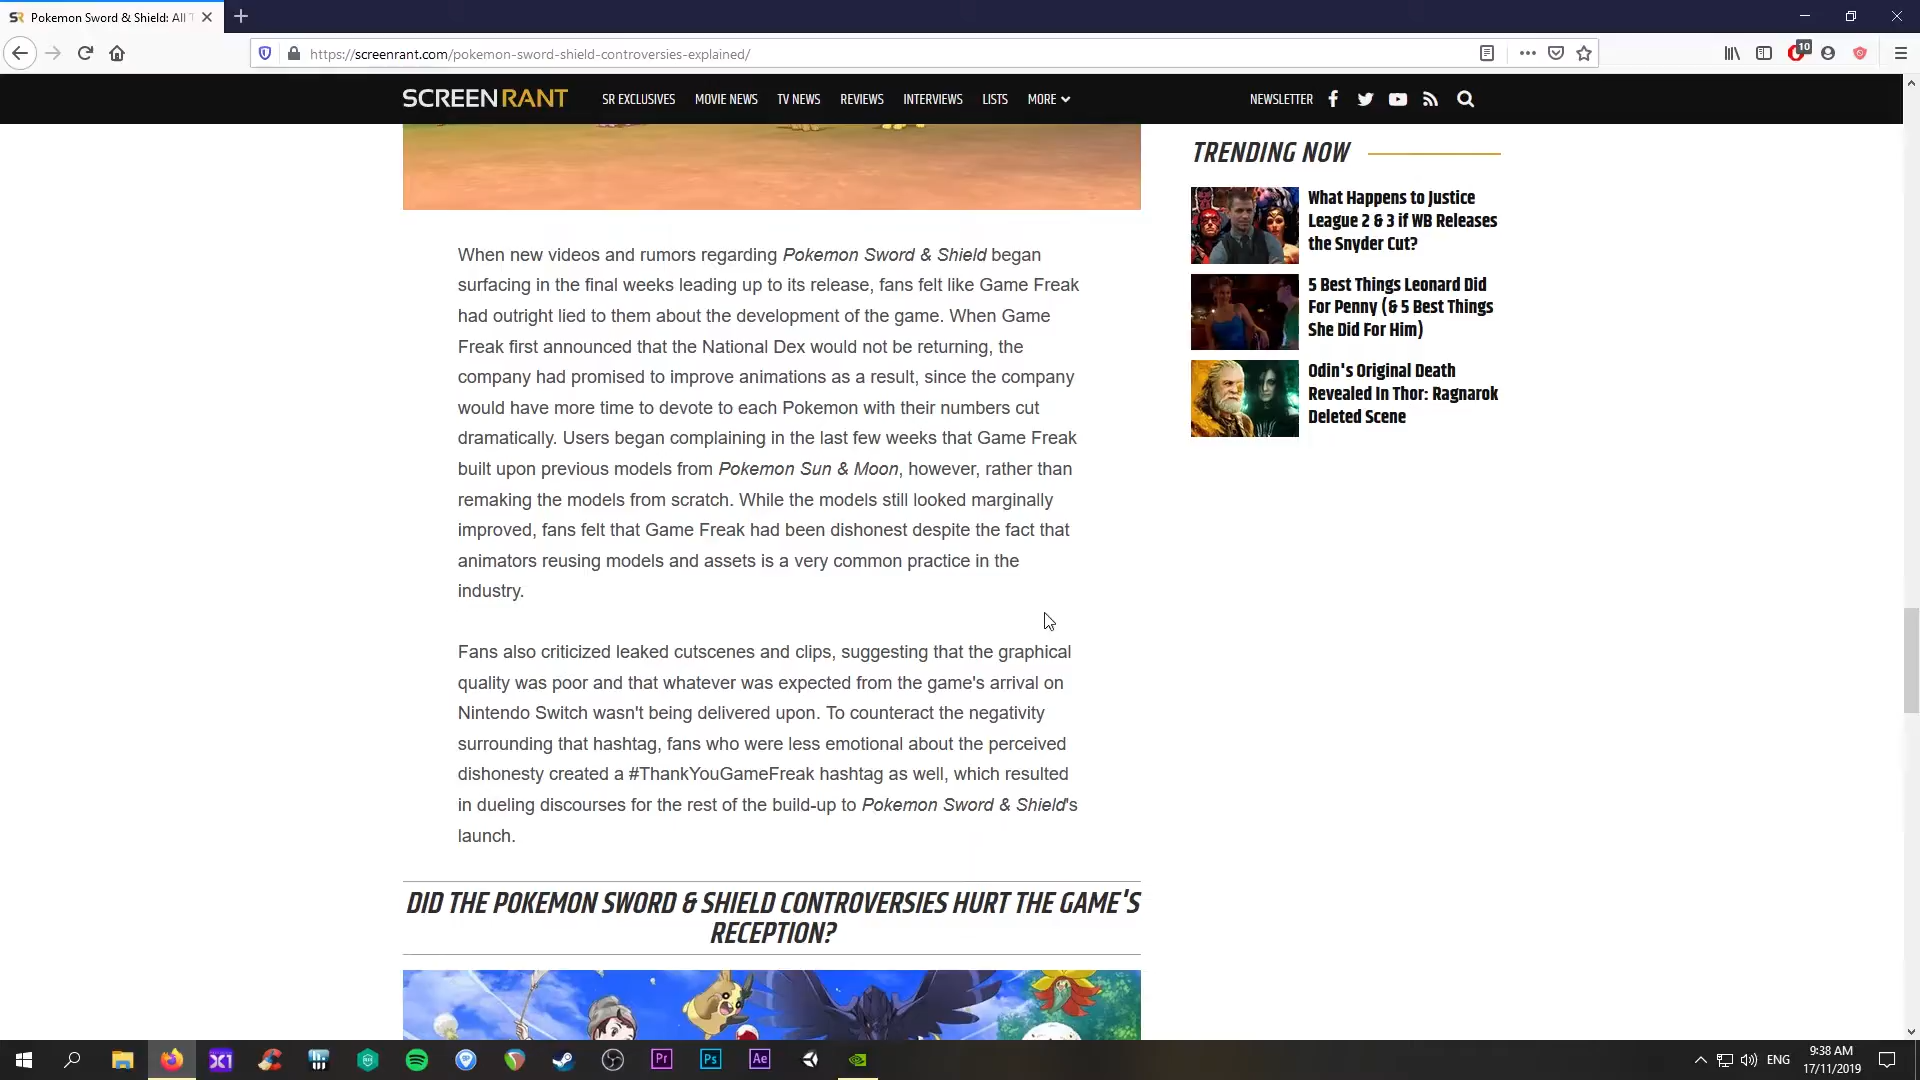 Pokemon Sword & Shield: All
https://screenrant.com/pokemon-sword-shield-controversies-explained/
10
SCREENRANT
SR EXCLUSIVES MOVIE NEWS TV NEWS REVIEWS INTERVIEWS LISTS MORE
NEWSLETTER
When new videos and rumors regarding Pokemon Sword & Shield began
surfacing in the final weeks leading up to its release, fans felt like Game Freak
had outright lied to them about the development of the game. When Game
Freak first announced that the National Dex would not be returning, the
company had promised to improve animations as a result, since the company
would have more time to devote to each Pokemon with their numbers cut
dramatically. Users began complaining in the last few weeks that Game Freak
built upon previous models from Pokemon Sun & Moon, however, rather than
remaking the models from scratch. While the models still looked marginally
improved, fans felt that Game Freak had been dishonest despite the fact that
animators reusing models and assets is a very common practice in the
industry.
Fans also criticized leaked cutscenes and clips, suggesting that the graphical
quality was poor and that whatever was expected from the game's arrival on
Nintendo Switch wasn't being delivered upon. To counteract the negativity
surrounding that hashtag, fans who were less emotional about the perceived
dishonesty created a #ThankYouGameFreak hashtag as well, which resulted
in dueling discourses for the rest of the build-up to Pokemon Sword & Shield's
launch.
DID THE POKEMON SWORD & SHIELD CONTROVERSIES HURT THE GAME'S
RECEPTION?
TRENDING NOW
What Happens to Justice
League 2 & 3 if WB Releases
the Snyder Cut?
5 Best Things Leonard Did
For Penny (& 5 Best Things
She Did For Him)
Odin's Original Death
Revealed In Thor: Ragnarok
Deleted Scene
X1
Pr
Ps
Ae
ENG
9:38 AM
17/11/2019